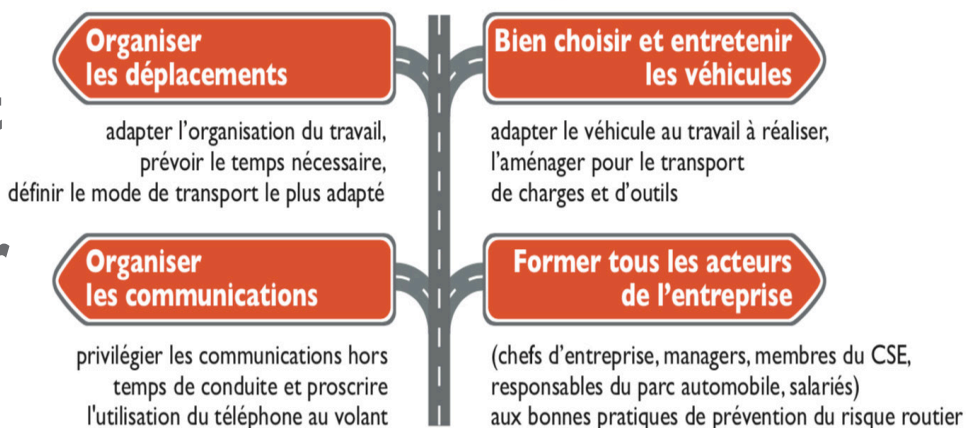 Organiser
les déplacements
adapter l’organisation du travail,
prévoir le temps nécessaire,
définir le mode de transport le plus adapté
Bien choisir et entretenir
les véhicules
adapter le véhicule au travail à réaliser,
l’aménager pour le transport
de charges et d’outils
Organiser
les communications
privilégier les communications hors
temps de conduite et proscrire
l'utilisation du téléphone au volant
Former tous les acteurs
de l’entreprise
(chefs d’entreprise, managers, membres du CSE,
responsables du parc automobile, salariés)
aux bonnes pratiques de prévention du risque routier